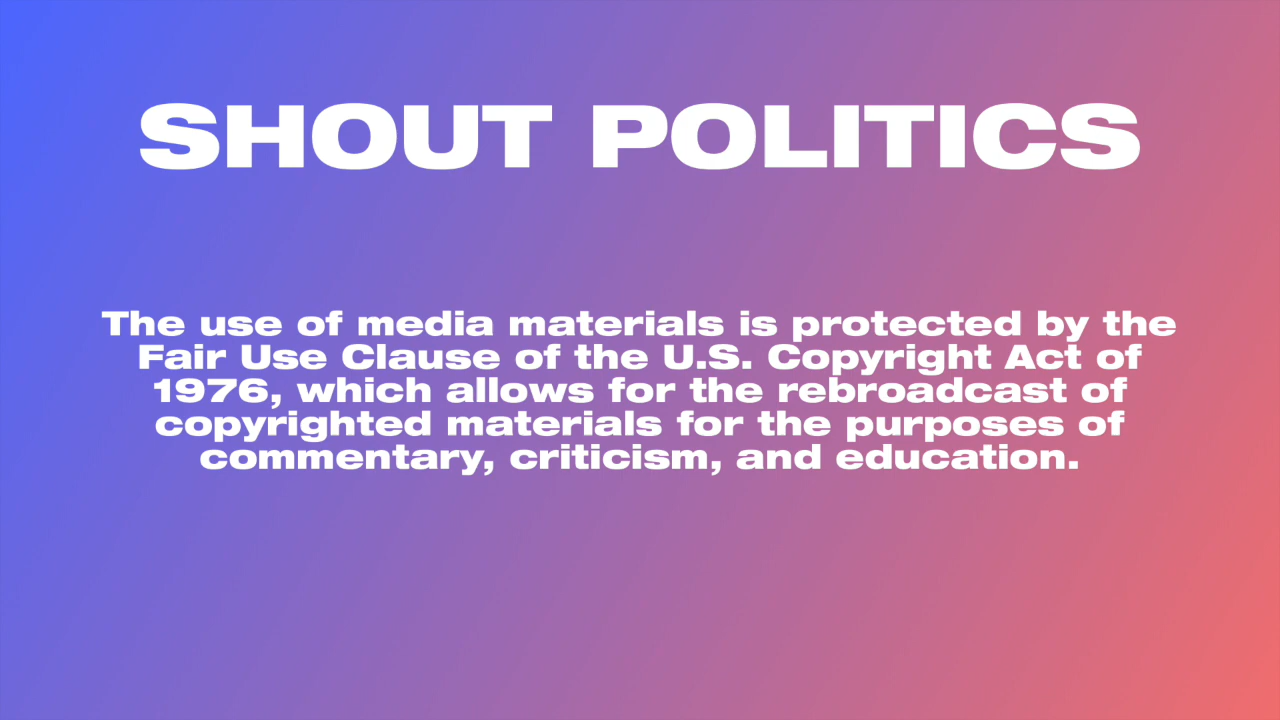 SHOUT POLITICS
The use of media materials is protected by the
Fair Use Clause of the U.S. Copyright Act of
1976, which allows for the rebroadcast of
copyrighted materials for the purposes of
commentary, criticism, and education.